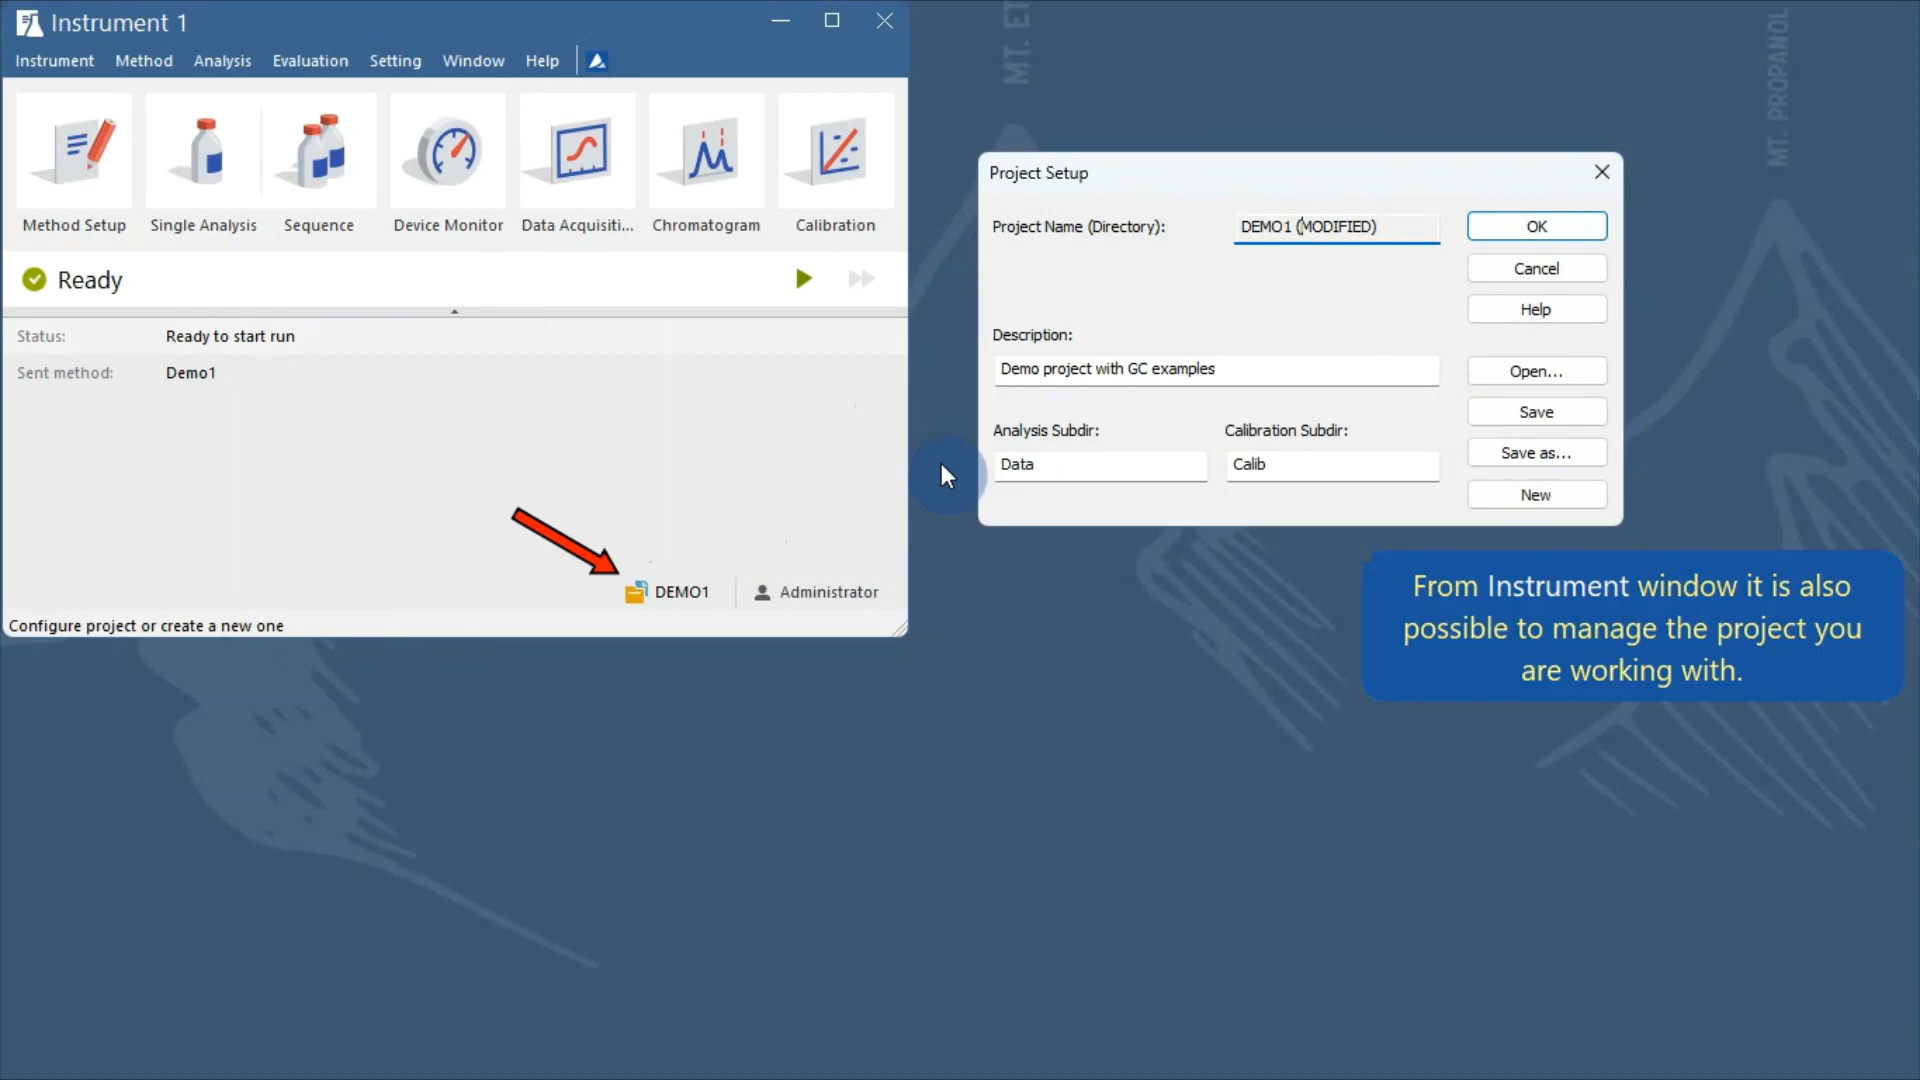 Instrument 1
Instrument Method Analysis Evaluation Setting Window Help
Method Setup Single Analysis Sequence Device Monitor Data Acquisiti... Chromatogram Calibration
Ready
Status: Ready to start run
Sent method: Demo1
DEMO1 Administrator
Configure project or create a new one
MT. ET
MT. PROPANOL
Project Setup
Project Name (Directory): DEMO1 (MODIFIED)
OK
Cancel
Help
Description:
Demo project with GC examples
Open...
Save
Analysis Subdir: Calibration Subdir:
Data Calib
Save as...
New
From Instrument window it is also
possible to manage the project you
are working with.